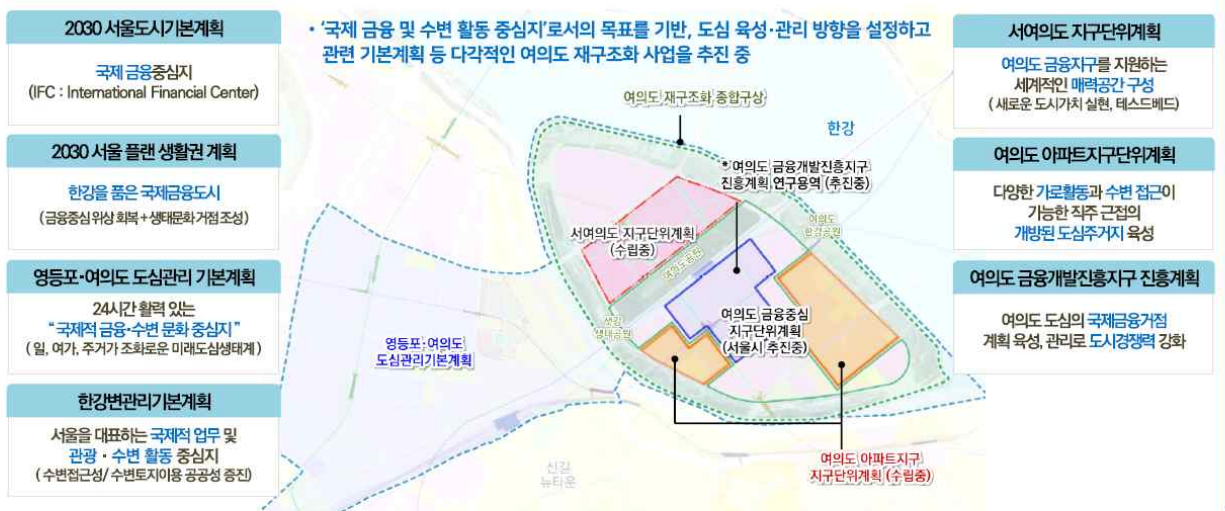 2030 서울도시기본계획
국제 금융중심지
(IFC : International Financial Center)
2030 서울 플랜 생활권 계획
한강을 품은 국제금융도시
(금융중심 위상 회복 + 생태문화 거점 조성)
영등포·여의도 도심관리 기본계획
24시간 활력 있는
“ 국제적 금융·수변 문화 중심지 ”
( 일, 여가, 주거가 조화로운 미래도심생태계 )
한강변관리기본계획
서울을 대표하는 국제적 업무 및
관광 · 수변 활동 중심지
( 수변접근성/ 수변토지이용 공공성 증진)
• ‘국제 금융 및 수변 활동 중심지’로서의 목표를 기반, 도심 육성·관리 방향을 설정하고
관련 기본계획 등 다각적인 여의도 재구조화 사업을 추진 중
여의도 재구조화 종합구상
한강
* 여의도 금융개발진흥지구
진흥계획 연구용역 (추진중)
서여의도 지구단위계획
(수립중)
여의도
한강공원
여의도공원
샛강
생태공원
여의도 금융중심
지구단위계획
(서울시 추진중)
영등포·여의도
도심관리기본계획
신길
뉴타운
여의도 아파트지구
지구단위계획 (수립중)
서여의도 지구단위계획
여의도 금융지구를 지원하는
세계적인 매력공간 구성
( 새로운 도시가치 실현, 테스트베드)
여의도 아파트지구단위계획
다양한 가로활동과 수변 접근이
가능한 직주 근접의
개방된 도심주거지 육성
여의도 금융개발진흥지구 진흥계획
여의도 도심의 국제금융거점
계획 육성, 관리로 도시경쟁력 강화